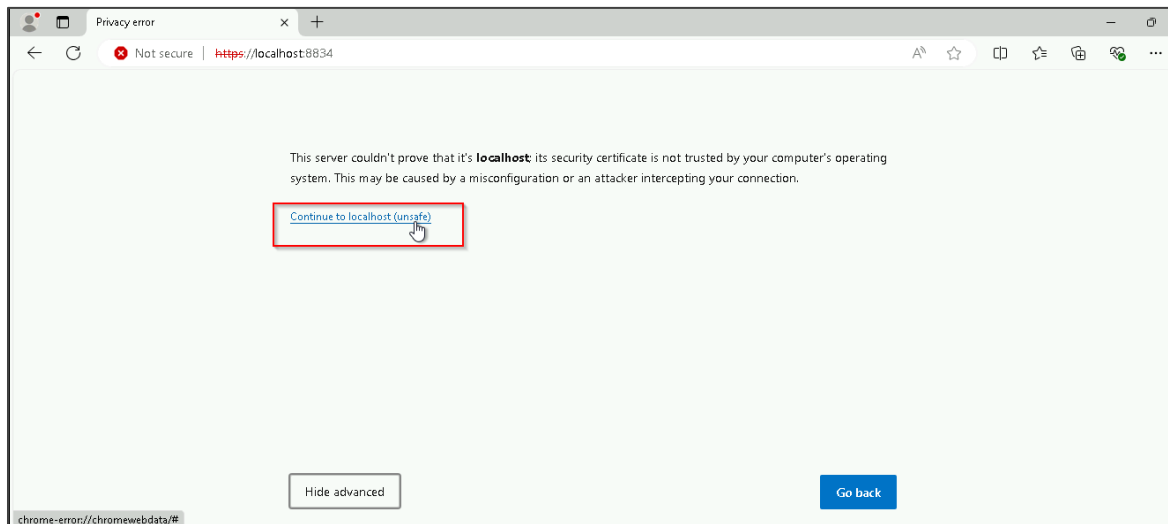 Privacy error
Not secure | https://localhost:8834
This server couldn't prove that it's localhost; its security certificate is not trusted by your computer's operating
system. This may be caused by a misconfiguration or an attacker intercepting your connection.
Continue to localhost (unsafe)
Hide advanced
Go back
chrome-error://chromewebdata/#